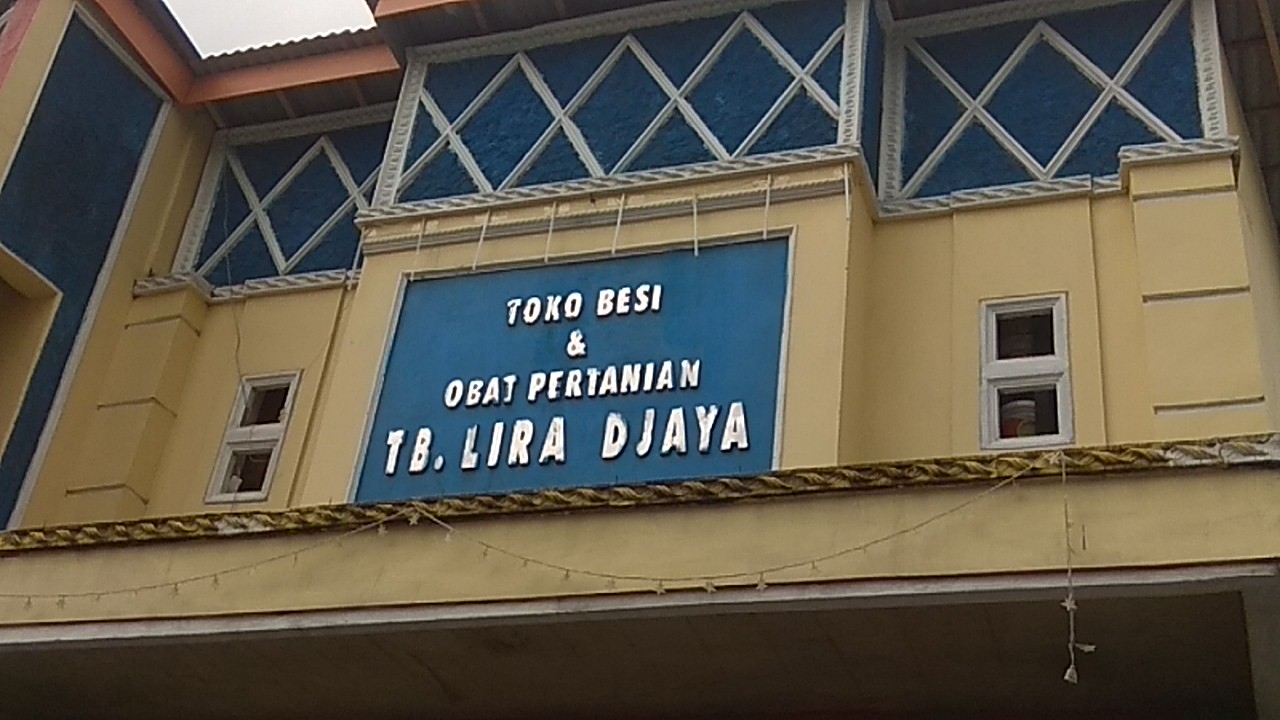 TOKO BESI
&
OBAT PERTANIAN
TB. LIRA DJAYA